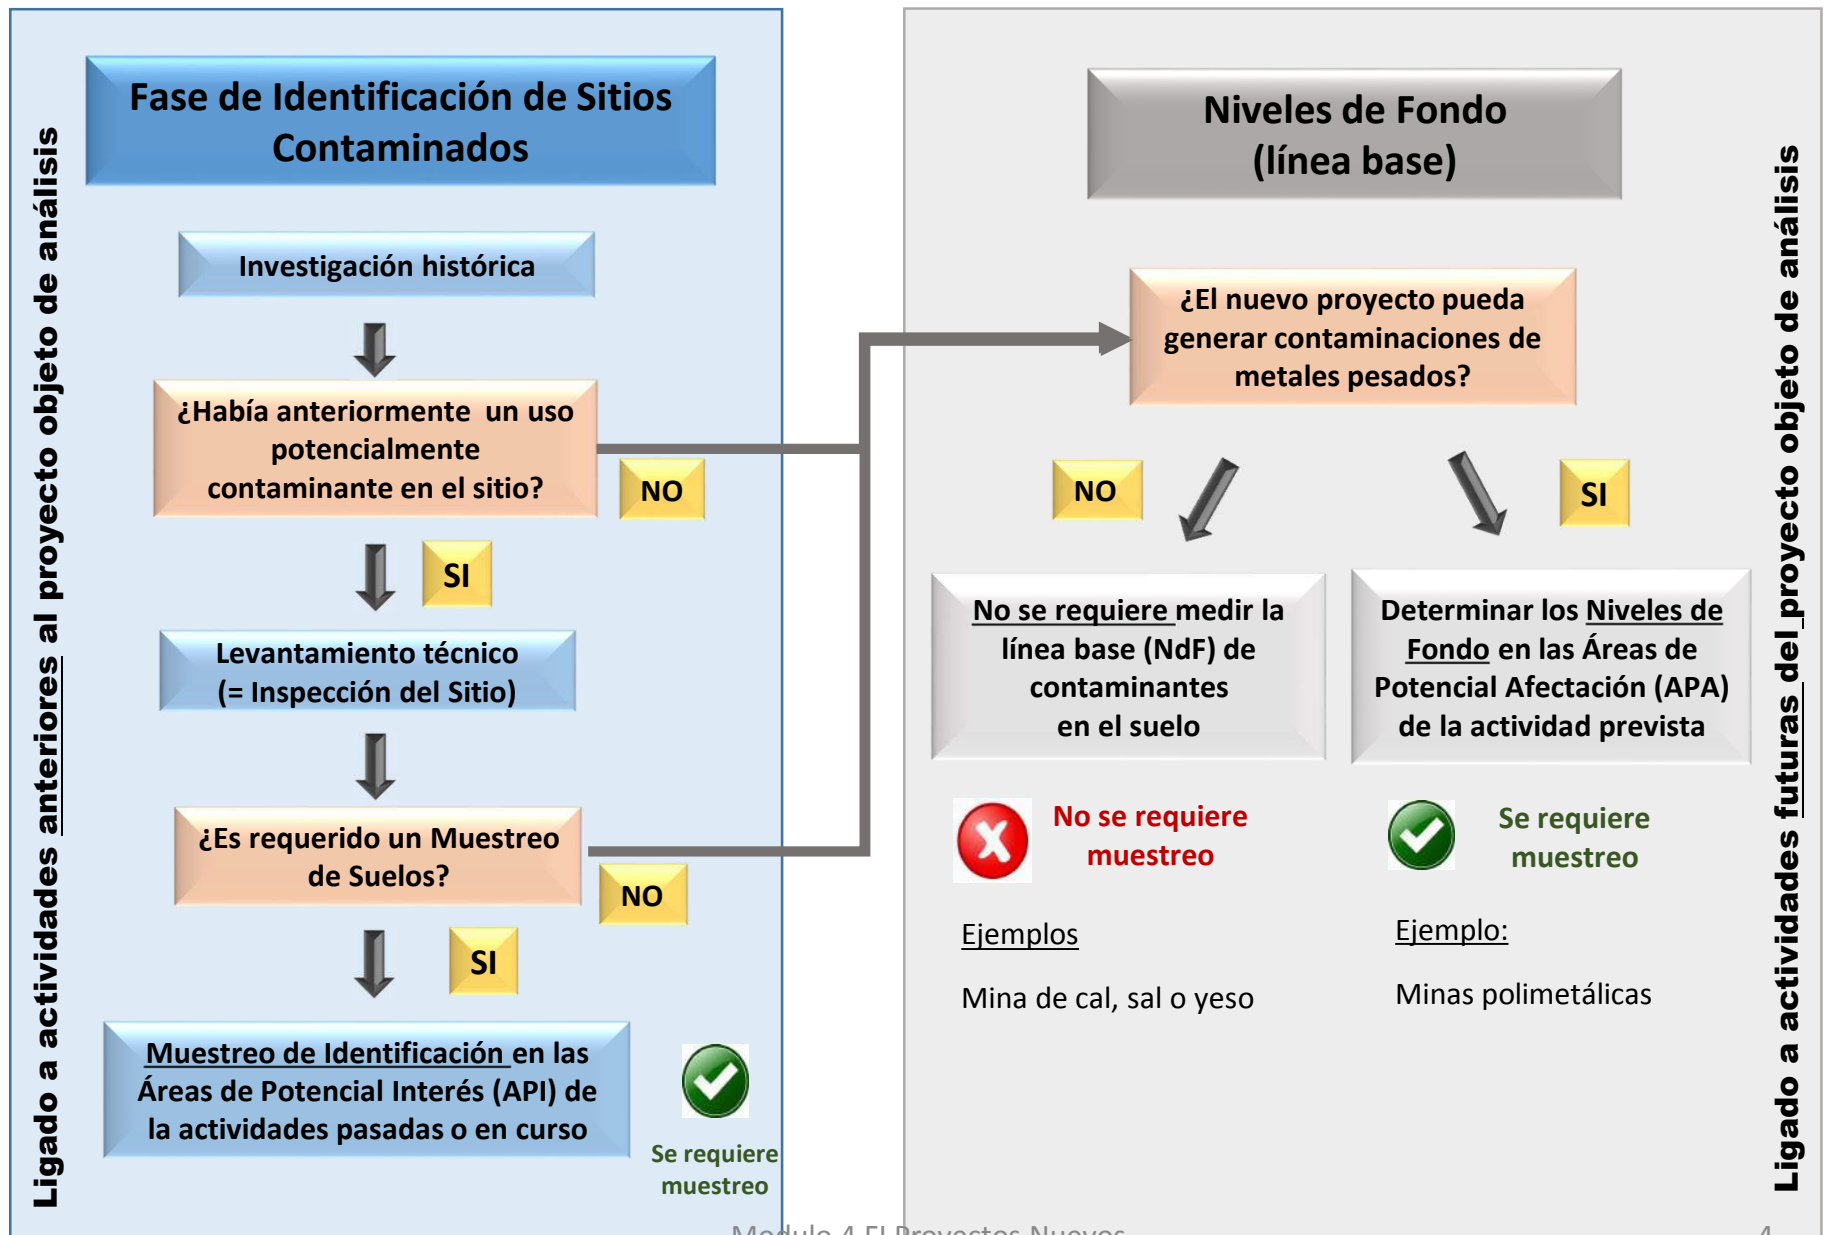 Ligado a actividades anteriores al proyecto objeto de análisis
Fase de Identificación de Sitios
Contaminados
Investigación histórica
¿Había anteriormente un uso
potencialmente
contaminante en el sitio?
NO
SI
Levantamiento técnico
(= Inspección del Sitio)
¿Es requerido un Muestreo
de Suelos?
NO
SI
Muestreo de Identificación en las
Áreas de Potencial Interés (API) de
la actividades pasadas o en curso
Se requiere
muestreo
Niveles de Fondo
(línea base)
¿El nuevo proyecto pueda
generar contaminaciones de
metales pesados?
NO
SI
No se requiere medir la
línea base (NdF) de
contaminantes
en el suelo
Determinar los Niveles de
Fondo en las Áreas de
Potencial Afectación (APA)
de la actividad prevista
No se requiere
muestreo
Se requiere
muestreo
Ejemplos
Mina de cal, sal o yeso
Ejemplo:
Minas polimetálicas
Ligado a actividades futuras del proyecto objeto de análisis
Modulo 4 FI Proyectos Nuevos
4